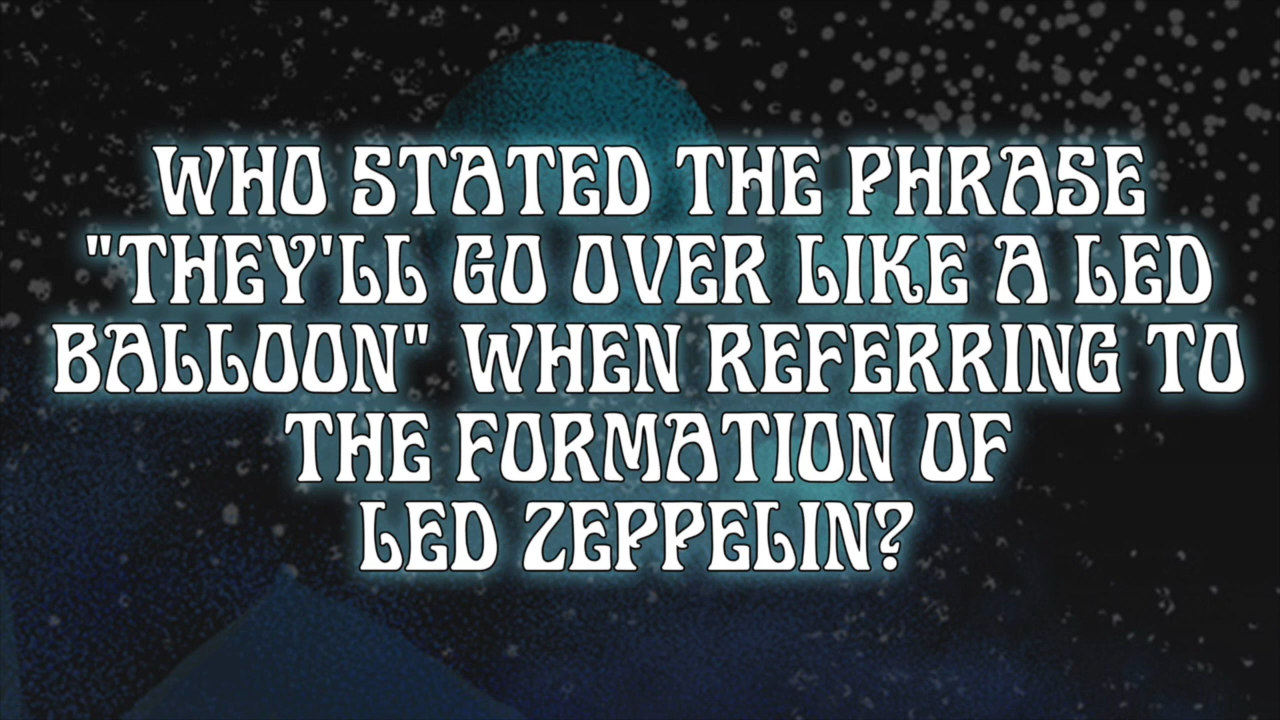 WHO STATED THE PHRASE
"THEY'LL GO OVER LIKE A LED
BALLOON" WHEN REFERRING TO
THE FORMATION OF
LED ZEPPELIN?